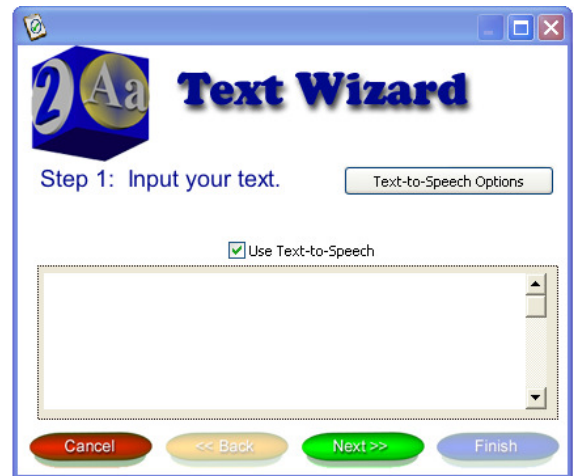 2 Aa
Text Wizard
Step 1: Input your text.
Text-to-Speech Options
Use Text-to-Speech
Cancel
<< Back
Next >>
Finish